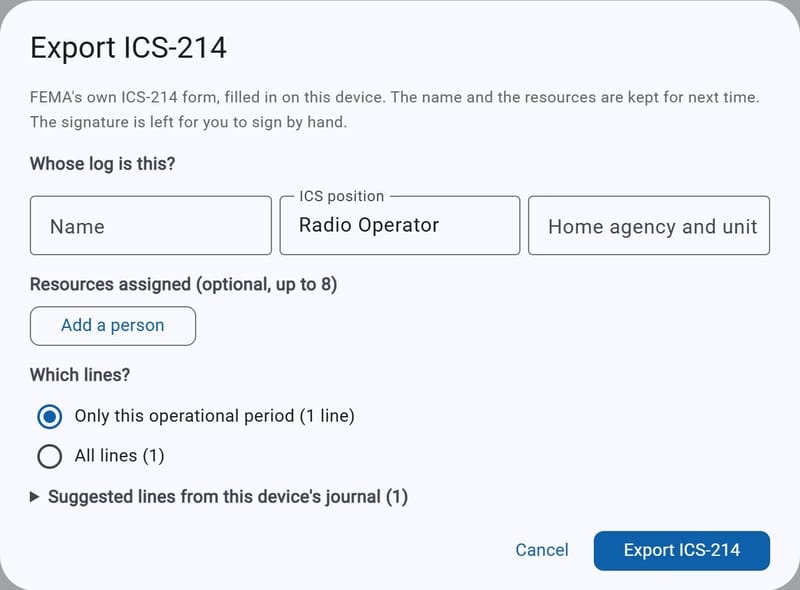 Export ICS-214
FEMA's own ICS-214 form, filled in on this device. The name and the resources are kept for next time.
The signature is left for you to sign by hand.
Whose log is this?
Name
ICS position
Radio Operator
Home agency and unit
Resources assigned (optional, up to 8)
Add a person
Which lines?
Only this operational period (1 line)
All lines (1)
Suggested lines from this device's journal (1)
Cancel
Export ICS-214